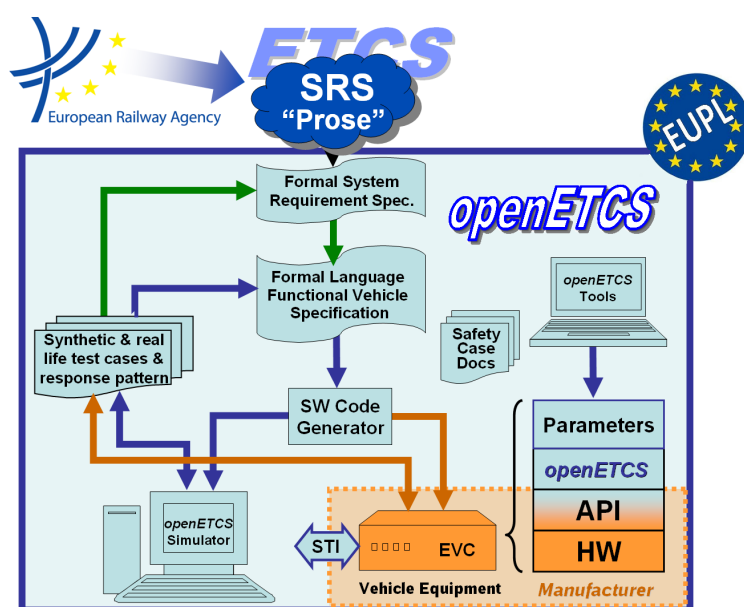 ETCS
European Railway Agency
SRS
"Prose"
EUPL
Formal System
Requirement Spec.
openETCS
Formal Language
Functional Vehicle
Specification
openETCS
Tools
Synthetic & real
life test cases &
response pattern
Safety
Case
Docs
SW Code
Generator
Parameters
openETCS
API
HW
openETCS
Simulator
STI
EVC
Vehicle Equipment
Manufacturer